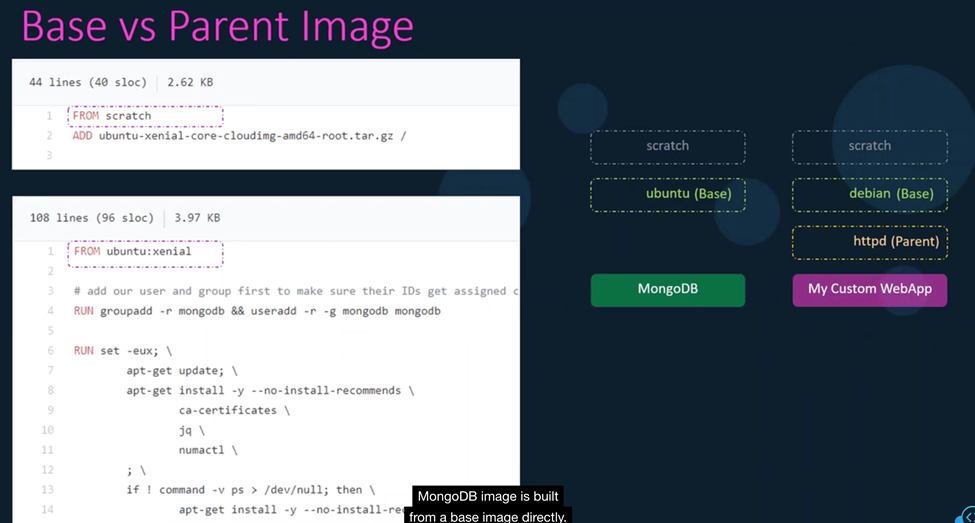 Base vs Parent Image
44 lines (40 sloc) 2.62 KB
1 FROM scratch
2 ADD ubuntu-xenial-core-cloudimg-amd64-root.tar.gz /
3
108 lines (96 sloc) 3.97 KB
1 FROM ubuntu:xenial
2
3 # add our user and group first to make sure their IDs get assigned c
4 RUN groupadd -r mongodb && useradd -r -g mongodb mongodb
5
6 RUN set -eux; \
7 apt-get update; \
8 apt-get install -y --no-install-recommends \
9 ca-certificates \
10 jq \
11 numactl \
12 ; \
13 if ! command -v ps > /dev/null; then \
14 apt-get install -y --no-install-rec
scratch
ubuntu (Base)
MongoDB
scratch
debian (Base)
httpd (Parent)
My Custom WebApp
MongoDB image is built
from a base image directly.